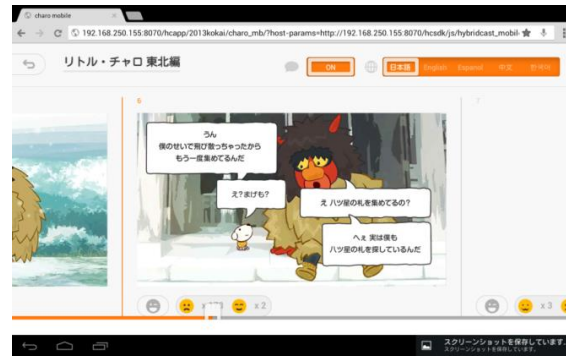 charo mobile
192.168.250.155:8070/hcapp/2013kokai/charo_mb/?host-params=http://192.168.250.155:8070/hcsdk/js/hybridcast_mobil
リトル・チャロ 東北編
ON
日本語 English Espanol 中文 한국어
6
7
うん
僕のせいで飛び散っちゃったから
もう一度集めてるんだ
え?まげも?
え 八ツ星の札を集めてるの?
へぇ 実は僕も
八ツ星の札を探しているんだ
x 2
x 3
スクリーンショットを保存しています。
スクリーンショットを保存しています。